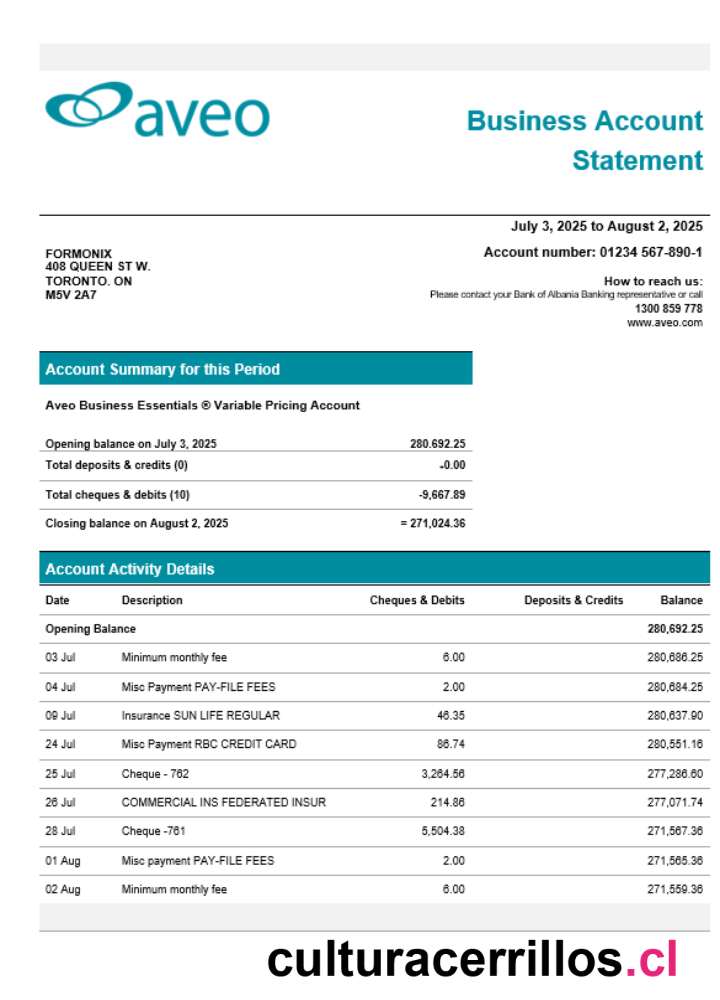 aveo
Business Account
Statement
July 3, 2025 to August 2, 2025
FORMONIX
408 QUEEN ST W.
TORONTO. ON
M5V 2A7
Account number: 01234 567-890-1
How to reach us:
Please contact your Bank of Albania Banking representative or call
1300 859 778
www.aveo.com
Account Summary for this Period
Aveo Business Essentials ® Variable Pricing Account
Opening balance on July 3, 2025 280.692.25
Total deposits & credits (0) -0.00
Total cheques & debits (10) -9,667.89
Closing balance on August 2, 2025 = 271,024.36
Account Activity Details
Date Description Cheques & Debits Deposits & Credits Balance
Opening Balance 280,692.25
03 Jul Minimum monthly fee 6.00 280,686.25
04 Jul Misc Payment PAY-FILE FEES 2.00 280,684.25
09 Jul Insurance SUN LIFE REGULAR 46.35 280,637.90
24 Jul Misc Payment RBC CREDIT CARD 86.74 280,551.16
25 Jul Cheque - 762 3,264.56 277,286.60
26 Jul COMMERCIAL INS FEDERATED INSUR 214.86 277,071.74
28 Jul Cheque -761 5,504.38 271,567.36
01 Aug Misc payment PAY-FILE FEES 2.00 271,565.36
02 Aug Minimum monthly fee 6.00 271,559.36
culturacerrillos.cl